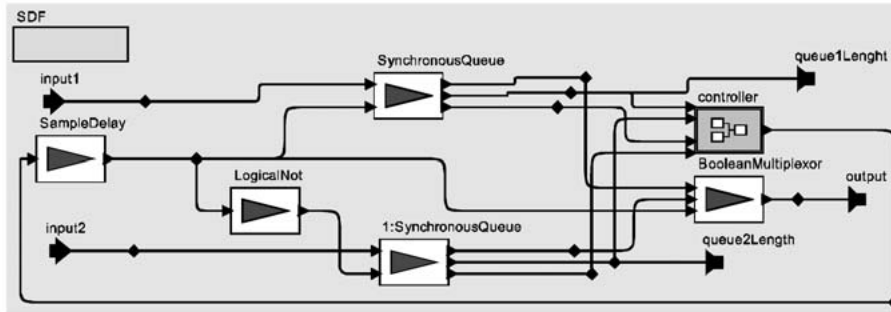 SDF
SynchronousQueue
queue1Lenght
input1
controller
SampleDelay
BooleanMultiplexor
LogicalNot
output
input2
1:SynchronousQueue
queue2Length